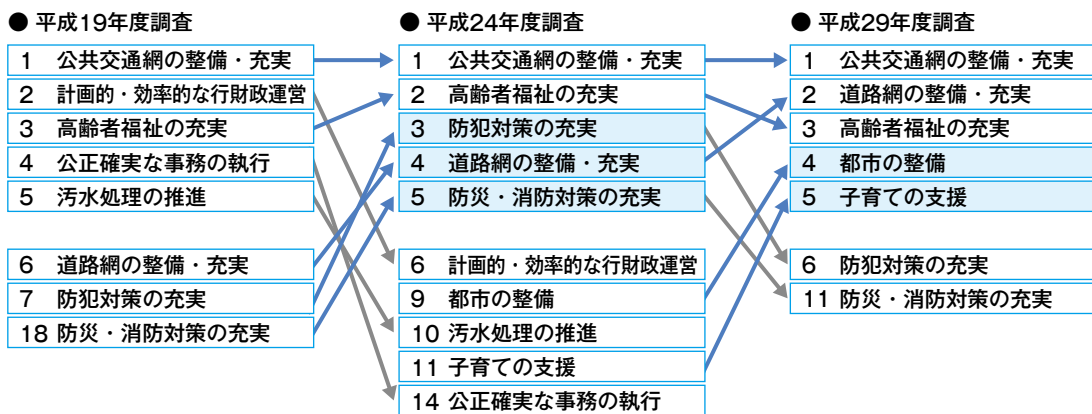 ● 平成19年度調査
1 公共交通網の整備・充実
2 計画的・効率的な行財政運営
3 高齢者福祉の充実
4 公正確実な事務の執行
5 汚水処理の推進
6 道路網の整備・充実
7 防犯対策の充実
18 防災・消防対策の充実
● 平成24年度調査
1 公共交通網の整備・充実
2 高齢者福祉の充実
3 防犯対策の充実
4 道路網の整備・充実
5 防災・消防対策の充実
6 計画的・効率的な行財政運営
9 都市の整備
10 汚水処理の推進
11 子育ての支援
14 公正確実な事務の執行
● 平成29年度調査
1 公共交通網の整備・充実
2 道路網の整備・充実
3 高齢者福祉の充実
4 都市の整備
5 子育ての支援
6 防犯対策の充実
11 防災・消防対策の充実